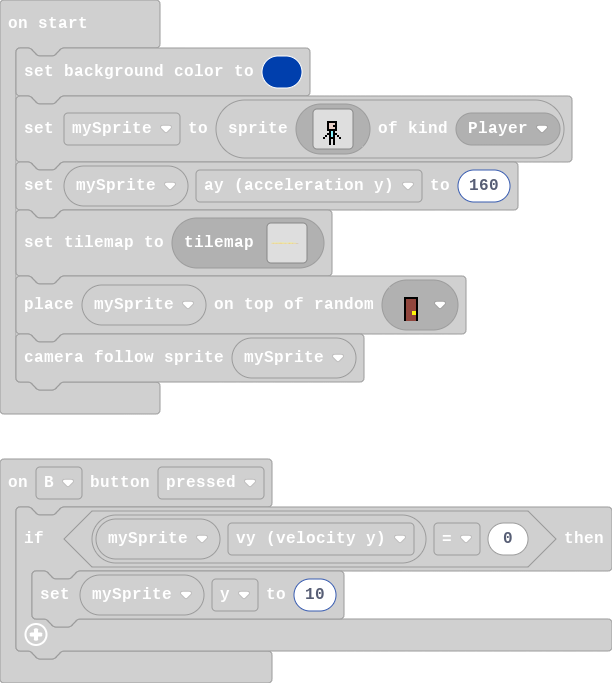 on start
set background color to
set mySprite to sprite of kind Player
set mySprite ay (acceleration y) to 160
set tilemap to tilemap
place mySprite on top of random
camera follow sprite mySprite
on B button pressed
if mySprite vy (velocity y) = 0 then
set mySprite y to 10